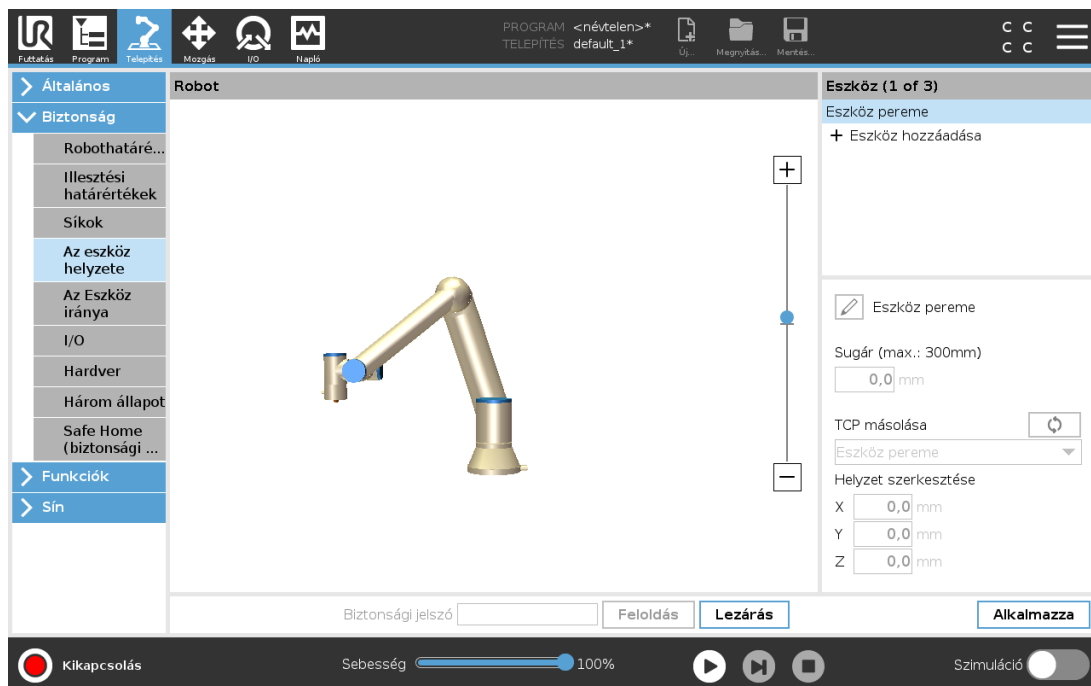 PROGRAM <névtelen>*
TELEPÍTÉS default_1*
C C
C C
Futtatás Program Telepítés Mozgás I/O Napló Új... Megnyitás... Mentés...
Általános
Biztonság
Robothatáré...
Illesztési
határértékek
Síkok
Az eszköz
helyzete
Az Eszköz
iránya
I/O
Hardver
Három állapot
Safe Home
(biztonsági ...
Funkciók
Sín
Robot
Eszköz (1 of 3)
Eszköz pereme
+ Eszköz hozzáadása
Eszköz pereme
Sugár (max.: 300mm)
0,0 mm
TCP másolása
Eszköz pereme
Helyzet szerkesztése
X 0,0 mm
Y 0,0 mm
Z 0,0 mm
Biztonsági jelszó Feloldás Lezárás Alkalmazza
Kikapcsolás Sebesség 100% Szimuláció